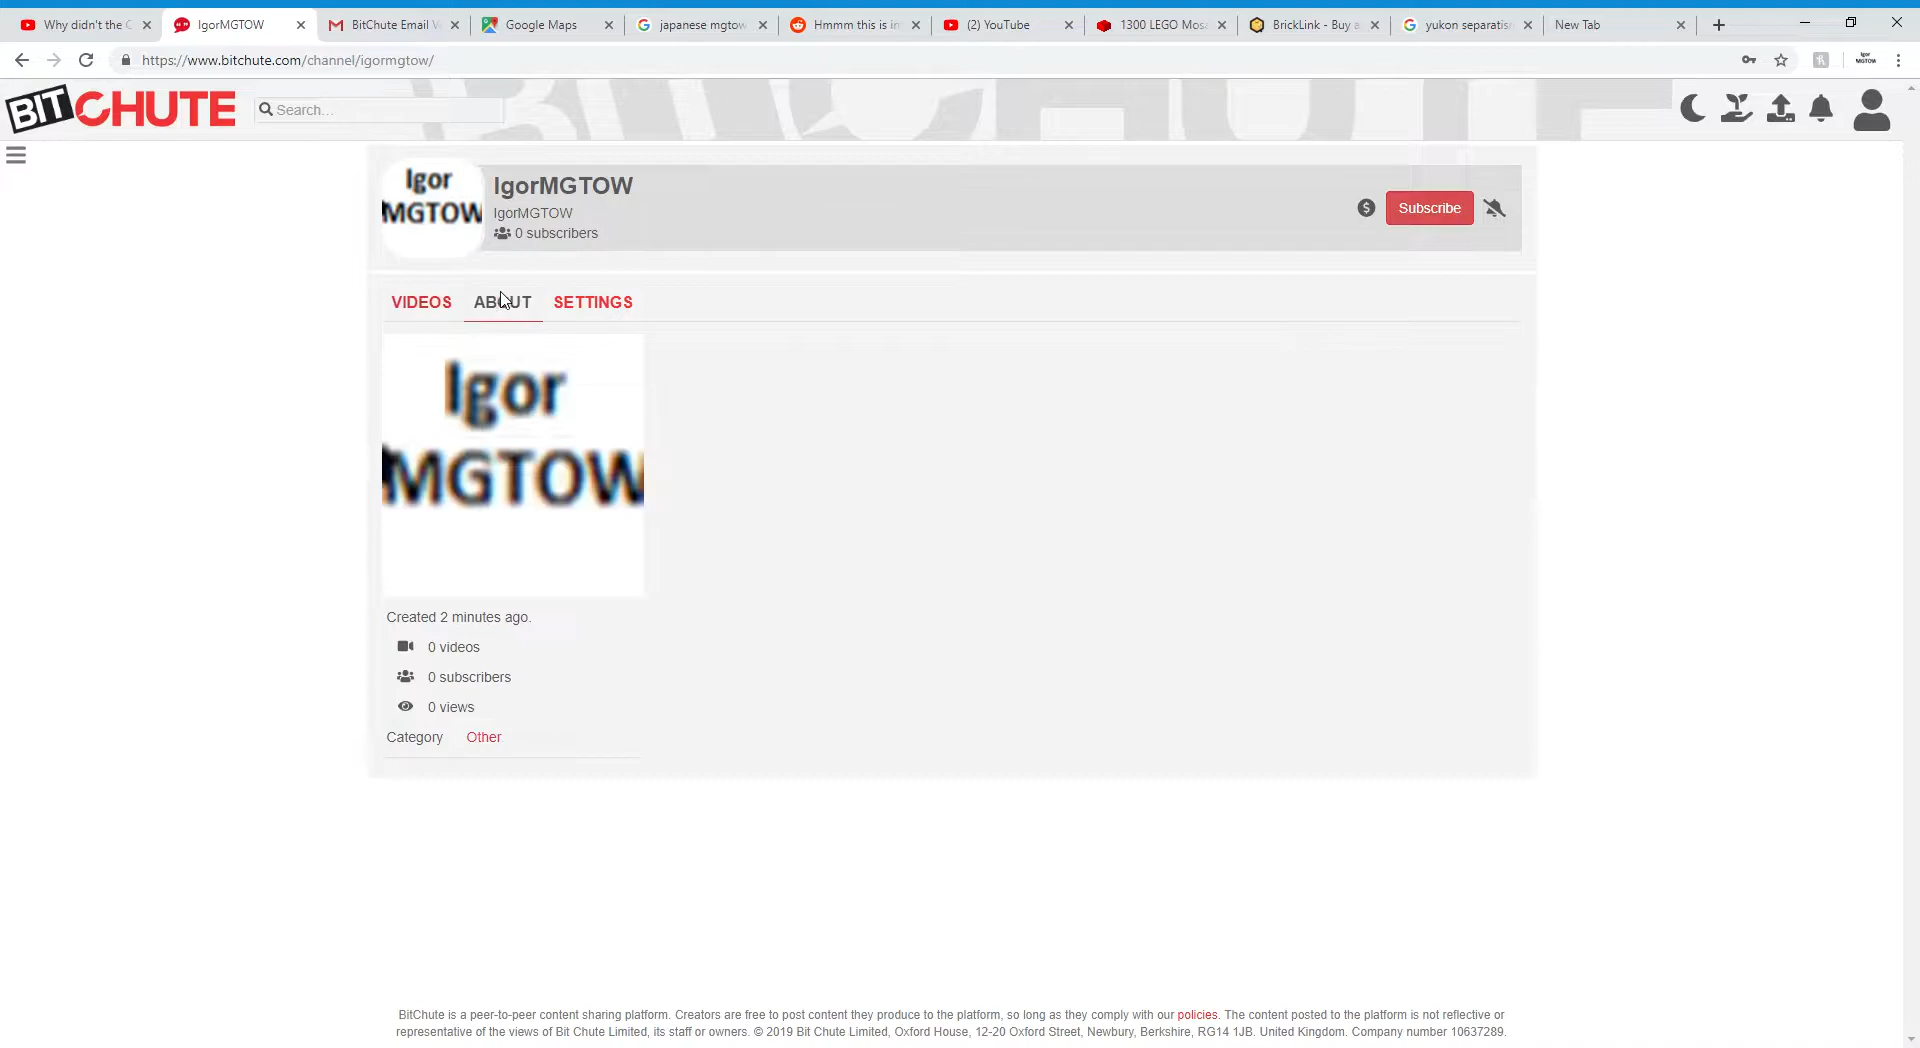 Why didn't the C
IgorMGTOW
BitChute Email V
Google Maps
japanese mgtow
Hmmm this is in
(2) YouTube
1300 LEGO Mosa
BrickLink - Buy a
yukon separatis
New Tab
https://www.bitchute.com/channel/igormgtow/
Igor
MGTOW
BITCHUTE
Search...
BITCHUTE
Igor
MGTOW
IgorMGTOW
IgorMGTOW
0 subscribers
Subscribe
VIDEOS ABOUT SETTINGS
Igor
MGTOW
Created 2 minutes ago.
0 videos
0 subscribers
0 views
Category Other
BitChute is a peer-to-peer content sharing platform. Creators are free to post content they produce to the platform, so long as they comply with our policies. The content posted to the platform is not reflective or
representative of the views of Bit Chute Limited, its staff or owners. © 2019 Bit Chute Limited, Oxford House, 12-20 Oxford Street, Newbury, Berkshire, RG14 1JB. United Kingdom. Company number 10637289.